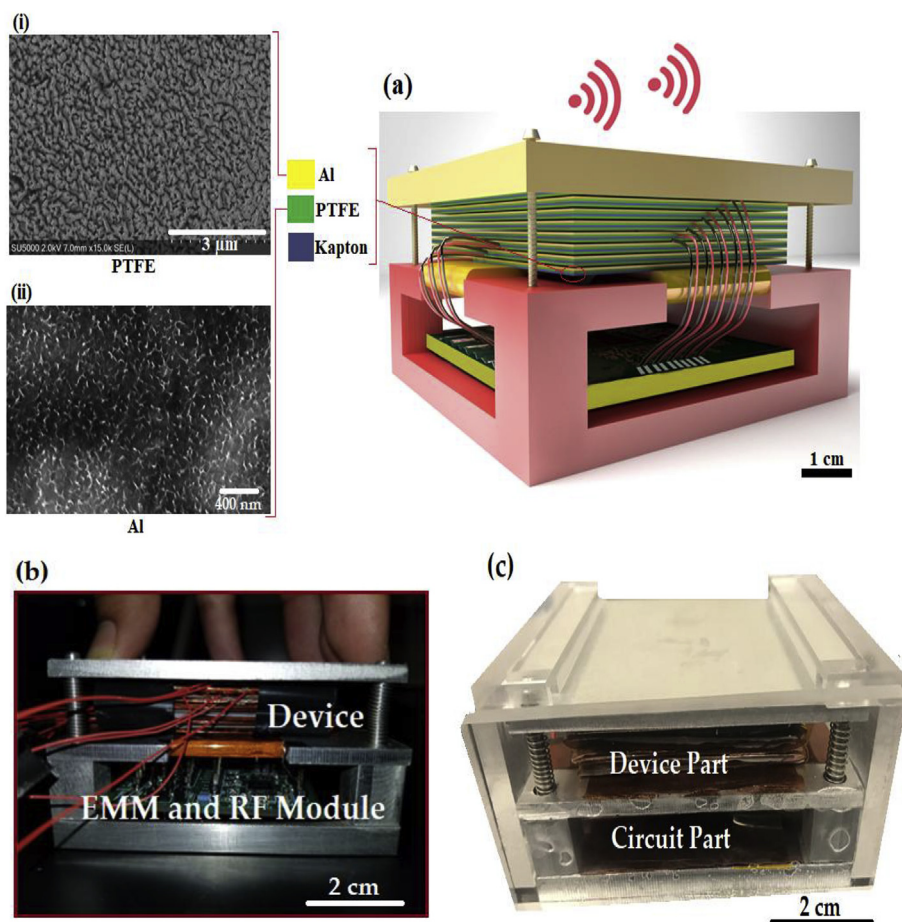 (i)
SU5000 2.0kV 7.0mm x15.0k SE(L)
3 μm
PTFE
(ii)
400 nm
Al
Al
PTFE
Kapton
(a)
1 cm
(b)
Device
EMM and RF Module
2 cm
(c)
Device Part
Circuit Part
2 cm